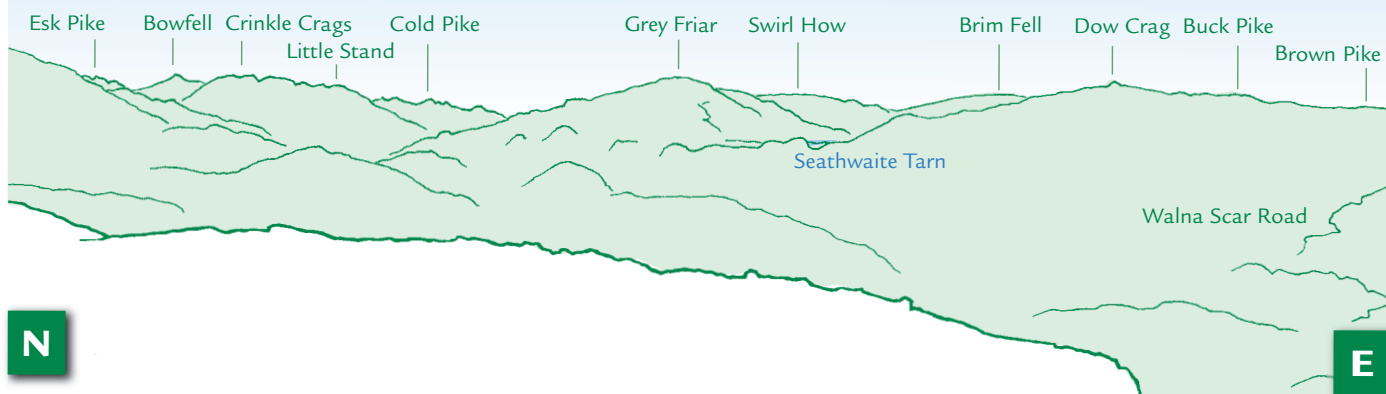 Esk Pike
Bowfell
Crinkle Crags
Little Stand
Cold Pike
Grey Friar
Swirl How
Brim Fell
Dow Crag
Buck Pike
Brown Pike
Seathwaite Tarn
Walna Scar Road
N
E